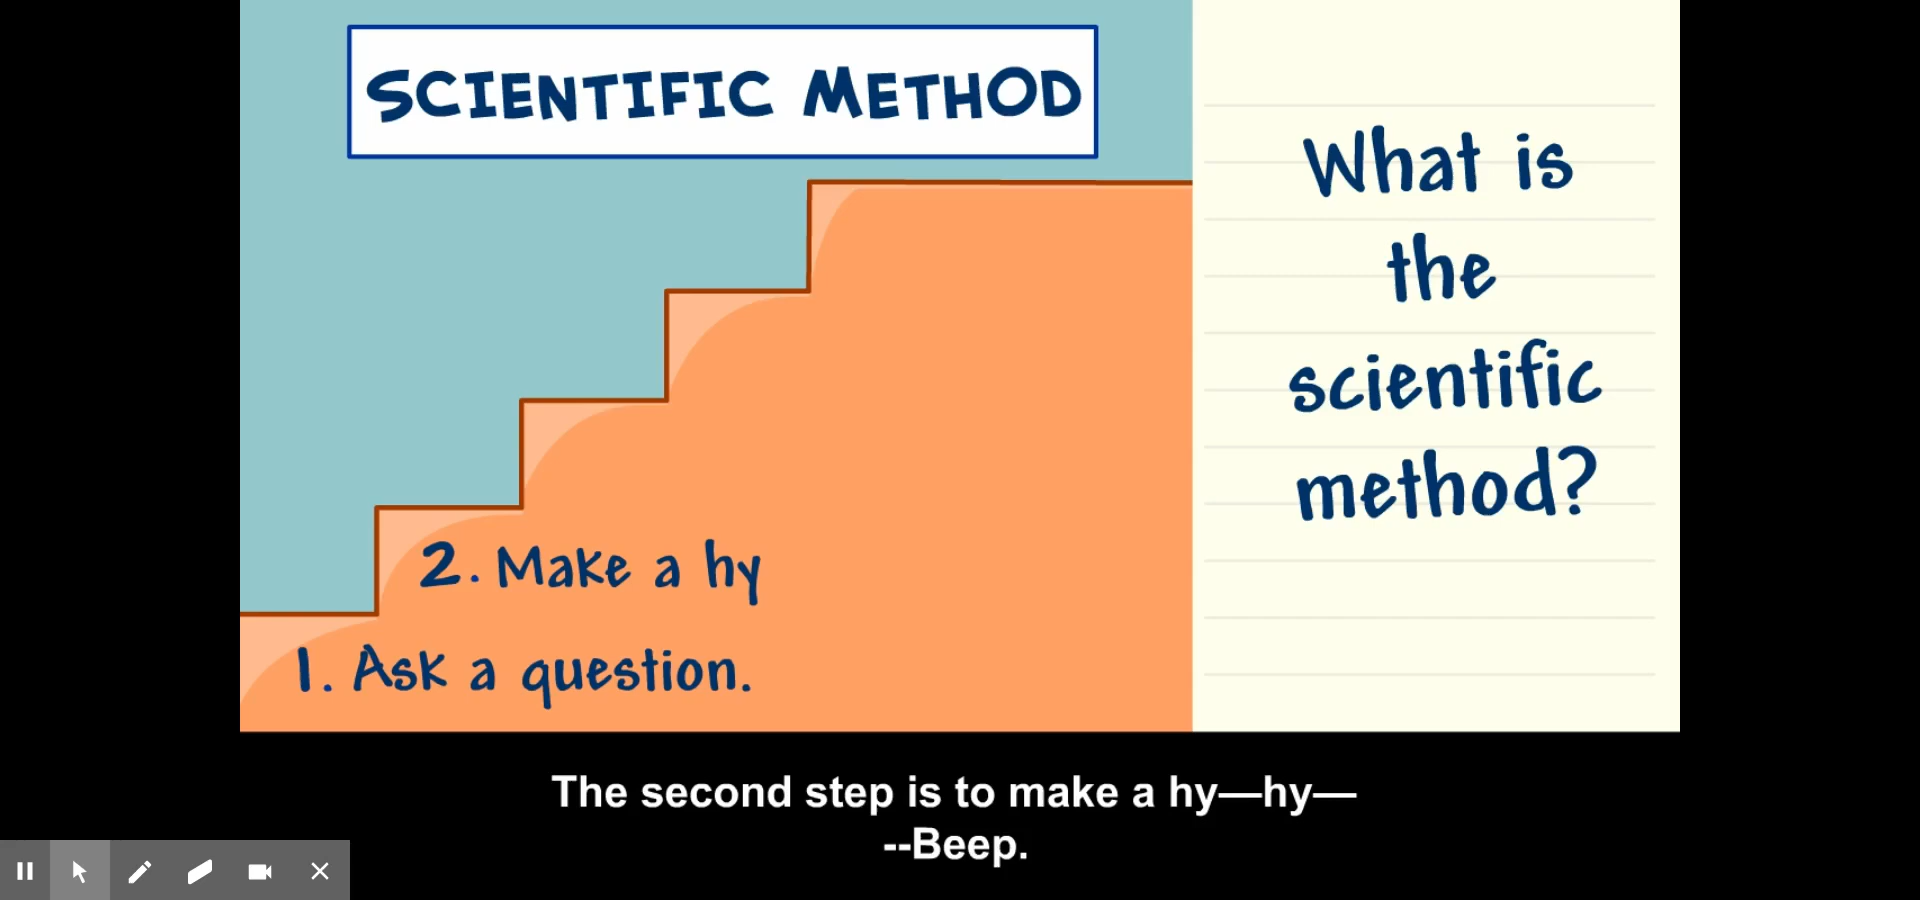 SCIENTIFIC METHOD
2. Make a hy
1. Ask a question.
What is
the
scientific
method?
The second step is to make a hy—hy—
--Beep.